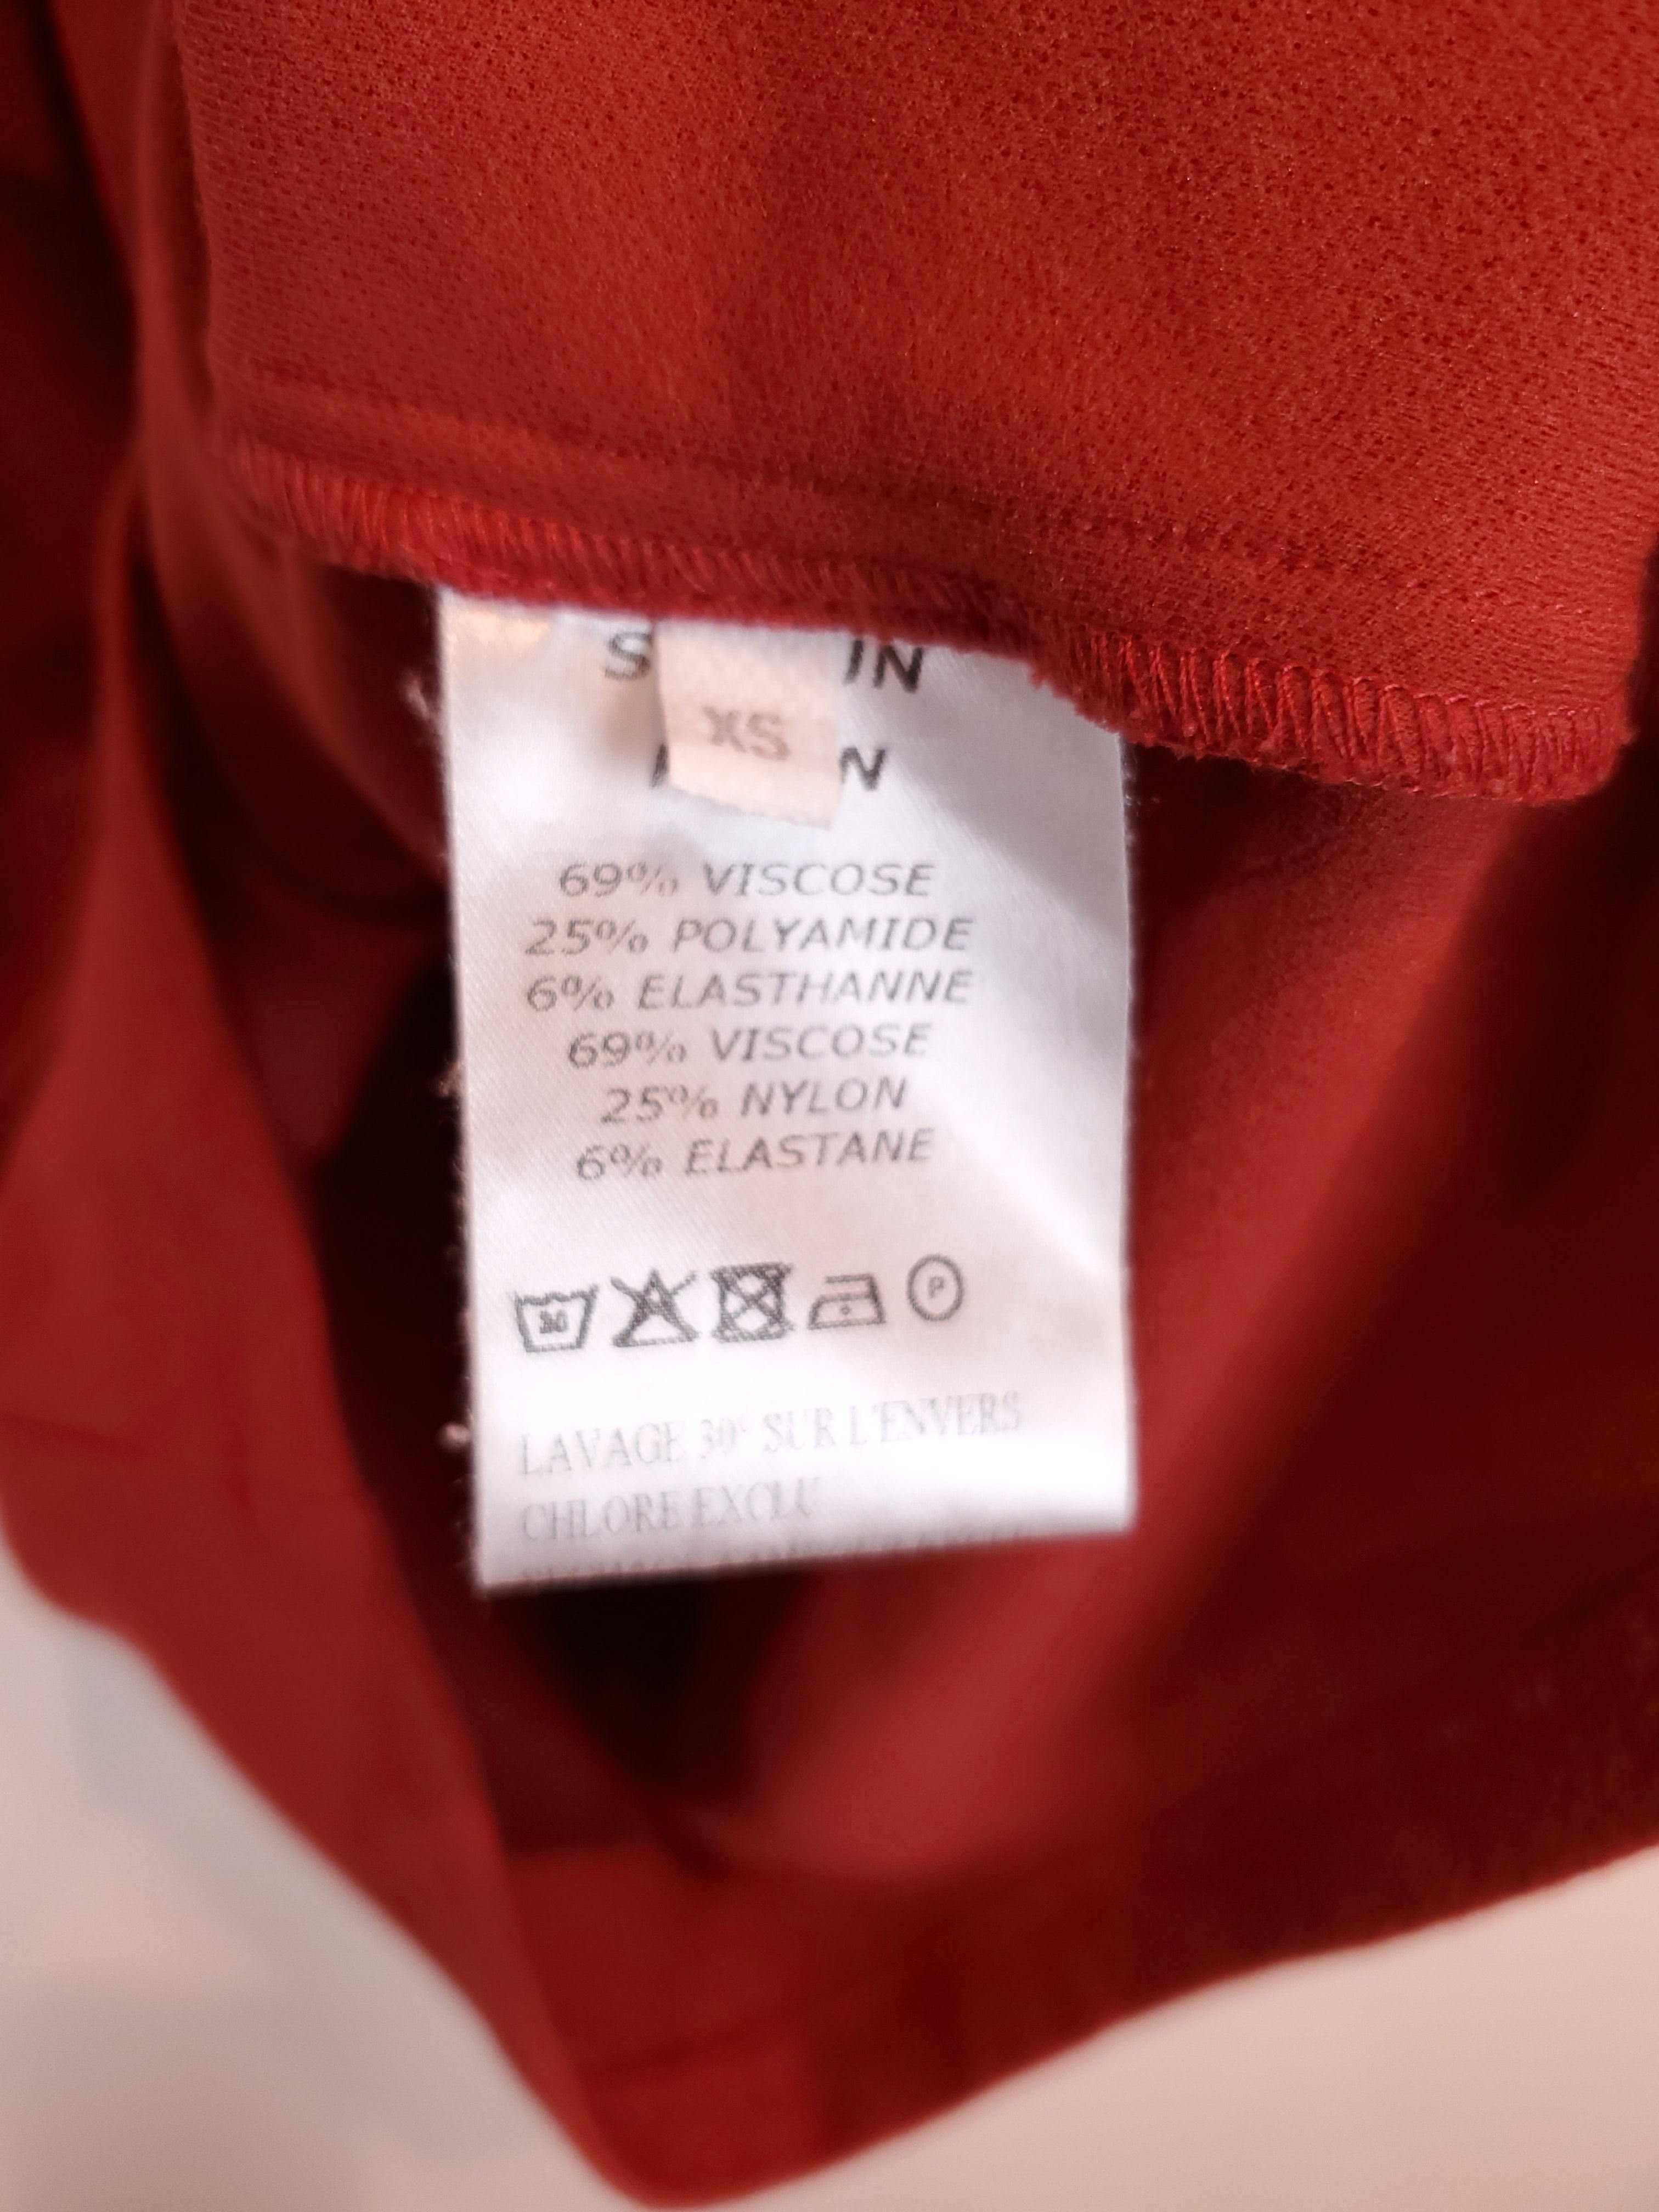 XS
69% VISCOSE
25% POLYAMIDE
6% ELASTHANNE
69% VISCOSE
25% NYLON
6% ELASTANE
30
P
LAVAGE 30° SUR L'ENVERS
CHLORE EXCLU